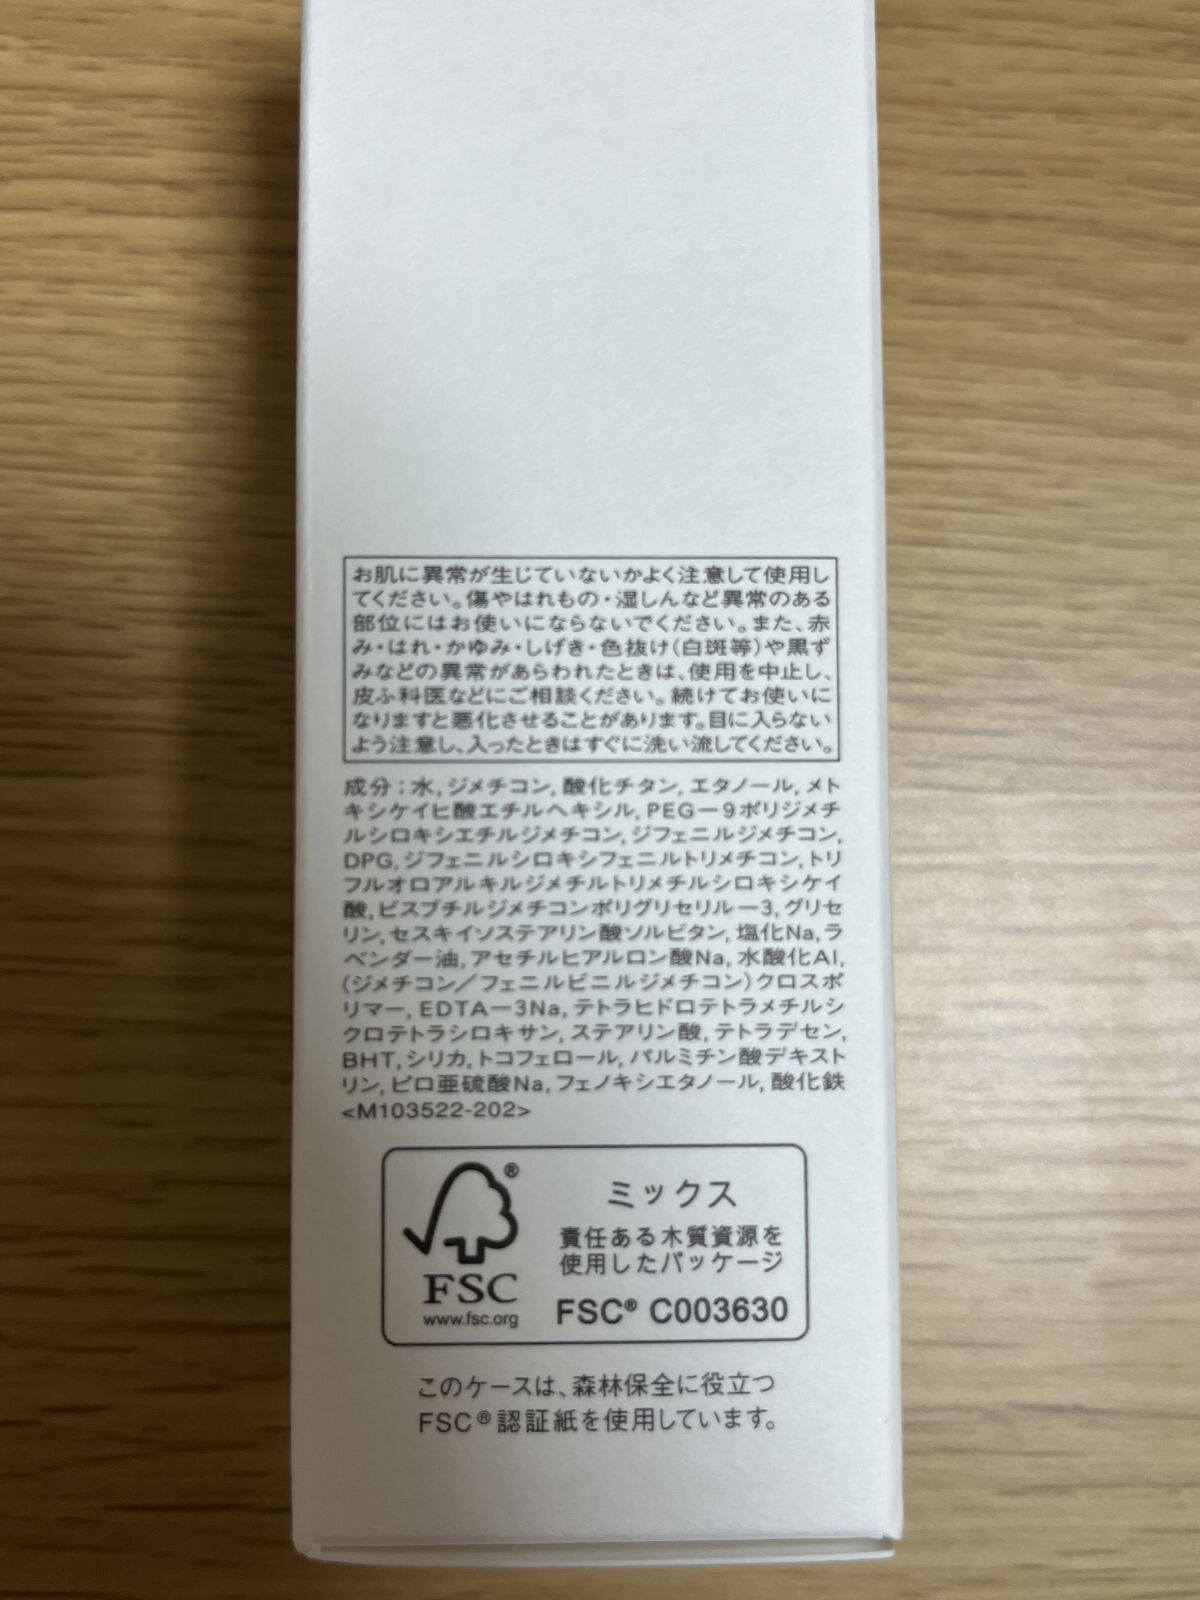 お肌に異常が生じていないかよく注意して使用し
てください。傷やはれもの・湿しんなど異常のある
部位にはお使いにならないでください。また、赤
み・はれ・かゆみ・しげき・色抜け(白斑等)や黒ず
みなどの異常があらわれたときは、使用を中止し、
皮ふ科医などにご相談ください。続けてお使いに
なりますと悪化させることがあります。目に入らない
よう注意し、入ったときはすぐに洗い流してください。
成分:水,ジメチコン,酸化チタン,エタノール,メト
キシケイヒ酸エチルヘキシル,PEG－9ポリジメチ
ルシロキシエチルジメチコン,ジフェニルジメチコン,
DPG,ジフェニルシロキシフェニルトリメチコン,トリ
フルオロアルキルジメチルトリメチルシロキシケイ
酸,ビスブチルジメチコンポリグリセリル－3,グリセ
リン,セスキイソステアリン酸ソルビタン,塩化Na,ラ
ベンダー油,アセチルヒアルロン酸Na,水酸化Al,
(ジメチコン/フェニルビニルジメチコン)クロスポ
リマー,EDTA－3Na,テトラヒドロテトラメチルシ
クロテトラシロキサン,ステアリン酸,テトラデセン,
BHT,シリカ,トコフェロール,パルミチン酸デキスト
リン,ピロ亜硫酸Na,フェノキシエタノール,酸化鉄
<M103522-202>
®
FSC
www.fsc.org
ミックス
責任ある木質資源を
使用したパッケージ
FSC® C003630
このケースは、森林保全に役立つ
FSC®認証紙を使用しています。